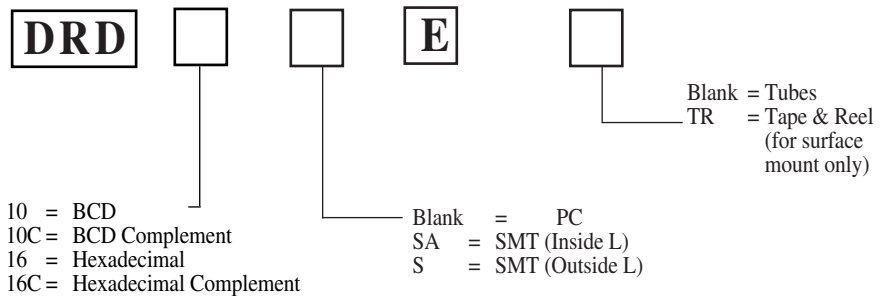 DRD E
Blank = Tubes
TR = Tape & Reel
(for surface
mount only)
10 = BCD
10C = BCD Complement
16 = Hexadecimal
16C = Hexadecimal Complement
Blank = PC
SA = SMT (Inside L)
S = SMT (Outside L)